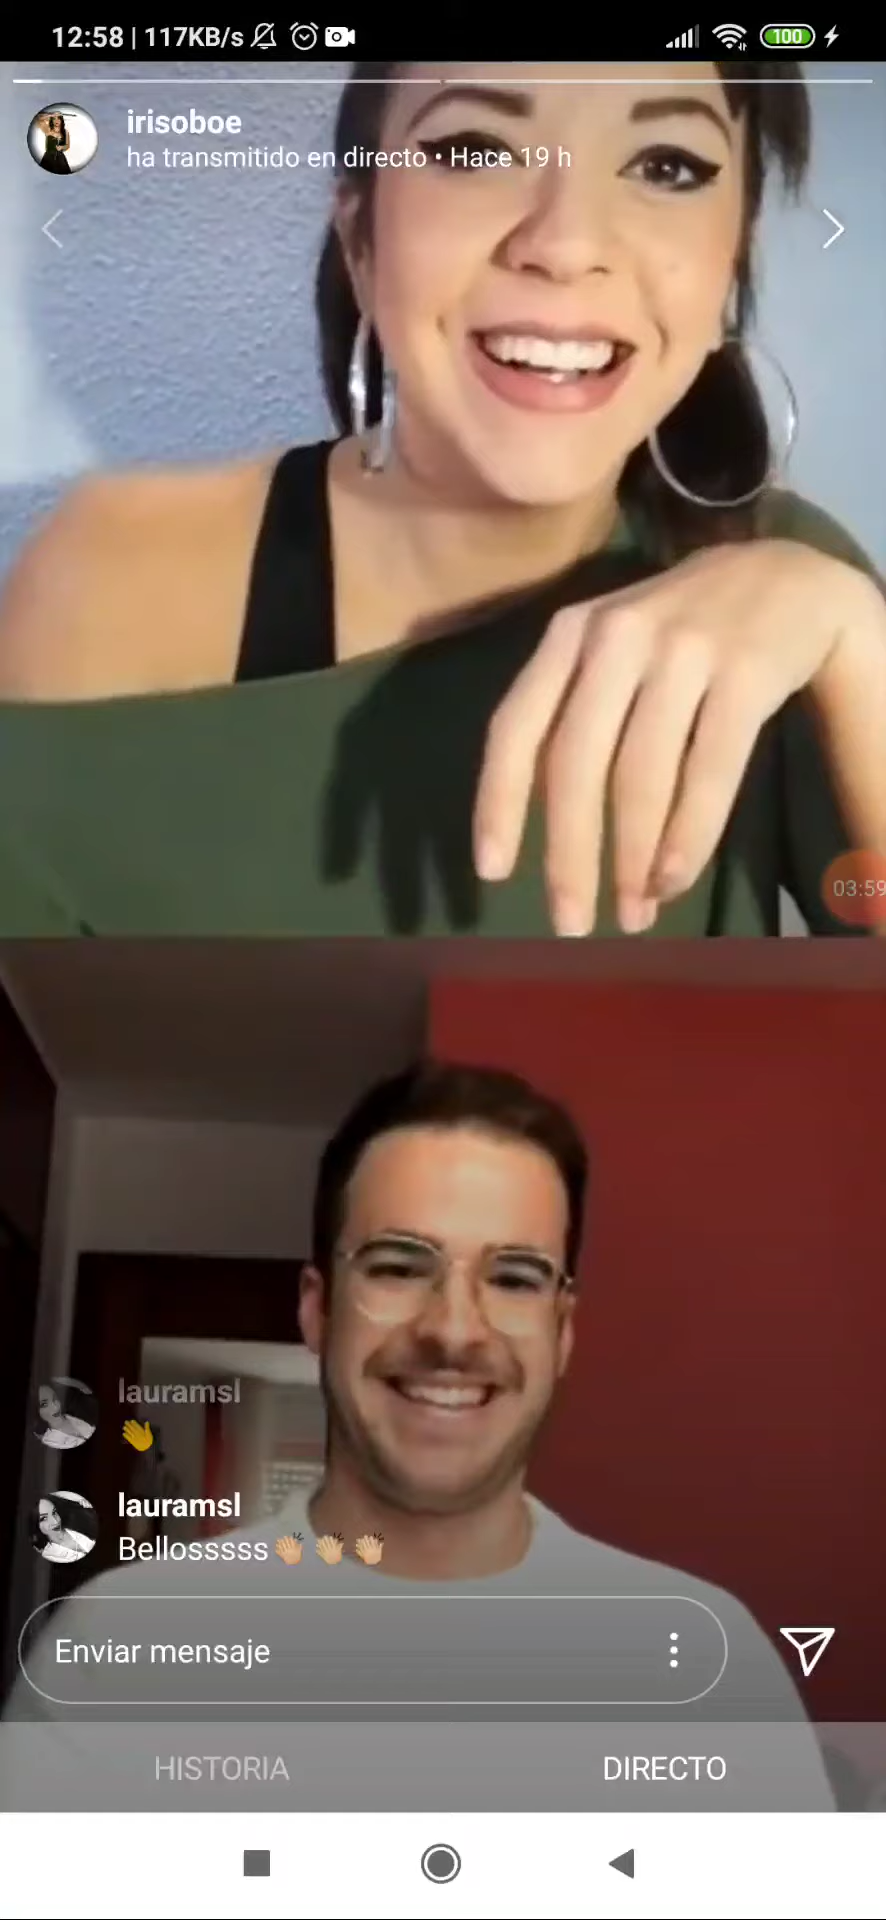 12:58 | 117KB/s
100
irisoboe
ha transmitido en directo • Hace 19 h
03:59
lauramsl
👋
lauramsl
Bellosssss👏🏼👏🏼👏🏼
Enviar mensaje
HISTORIA
DIRECTO